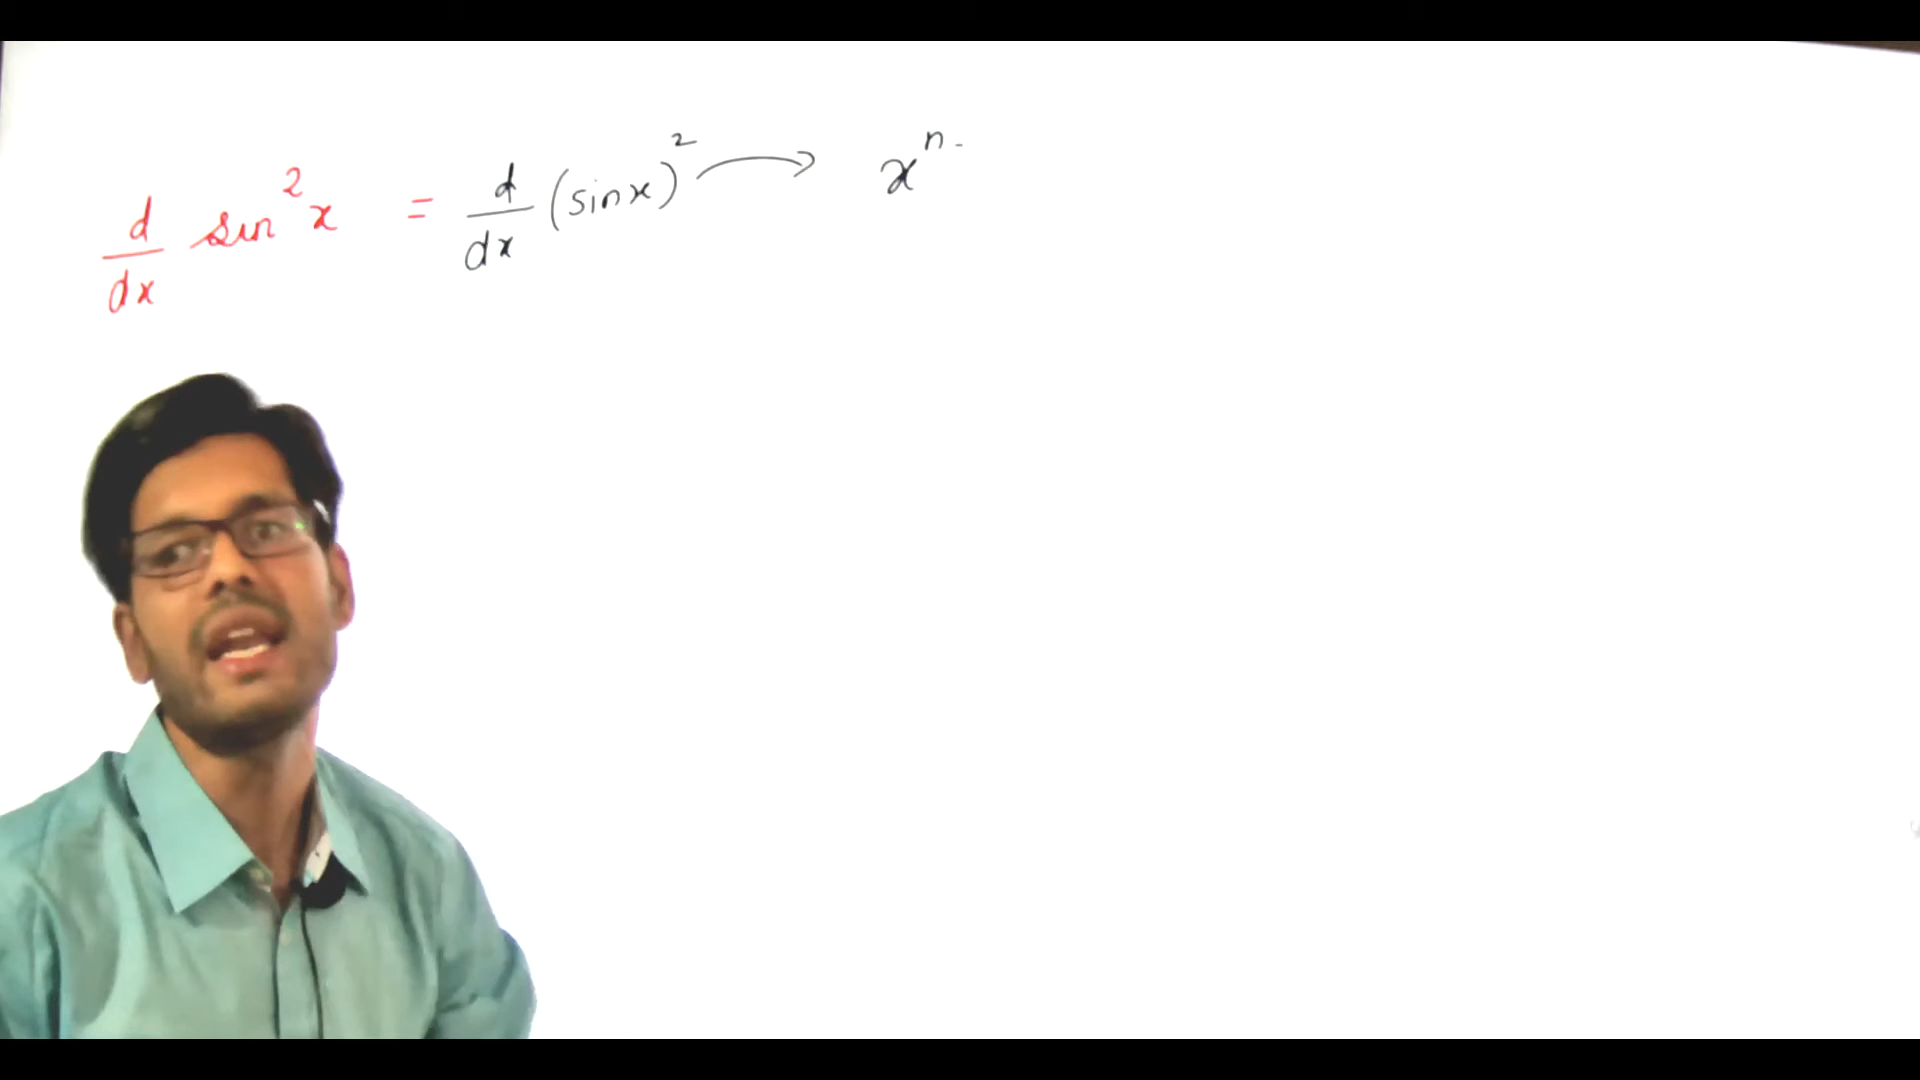 d/dx sin²x = d/dx (sinx)² → xⁿ-